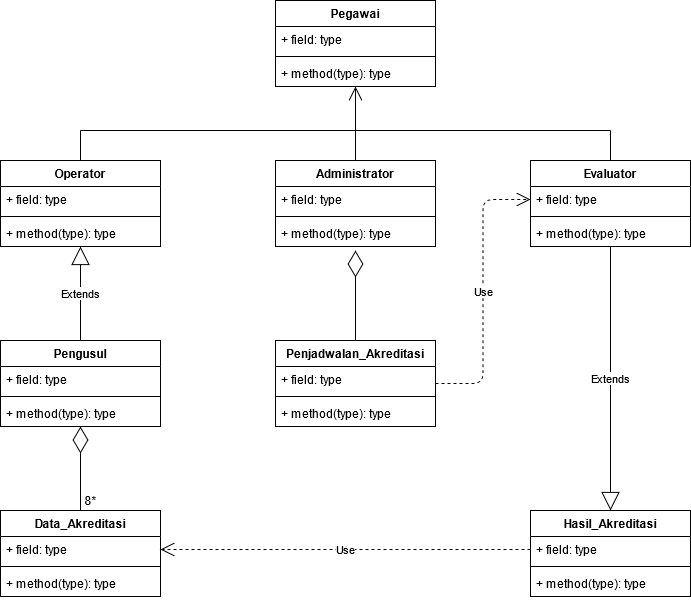 Pegawai
+ field: type
+ method(type): type
Operator
+ field: type
+ method(type): type
Administrator
+ field: type
+ method(type): type
Evaluator
+ field: type
+ method(type): type
Extends
Use
Pengusul
+ field: type
+ method(type): type
Penjadwalan_Akreditasi
+ field: type
+ method(type): type
Extends
8*
Data_Akreditasi
+ field: type
+ method(type): type
Use
Hasil_Akreditasi
+ field: type
+ method(type): type